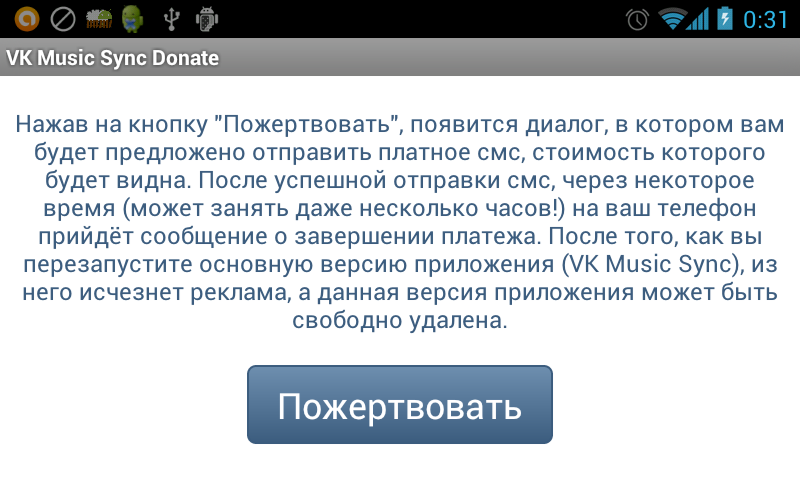 0:31
VK Music Sync Donate
Нажав на кнопку "Пожертвовать", появится диалог, в котором вам
будет предложено отправить платное смс, стоимость которого
будет видна. После успешной отправки смс, через некоторое
время (может занять даже несколько часов!) на ваш телефон
прийдёт сообщение о завершении платежа. После того, как вы
перезапустите основную версию приложения (VK Music Sync), из
него исчезнет реклама, а данная версия приложения может быть
свободно удалена.
Пожертвовать